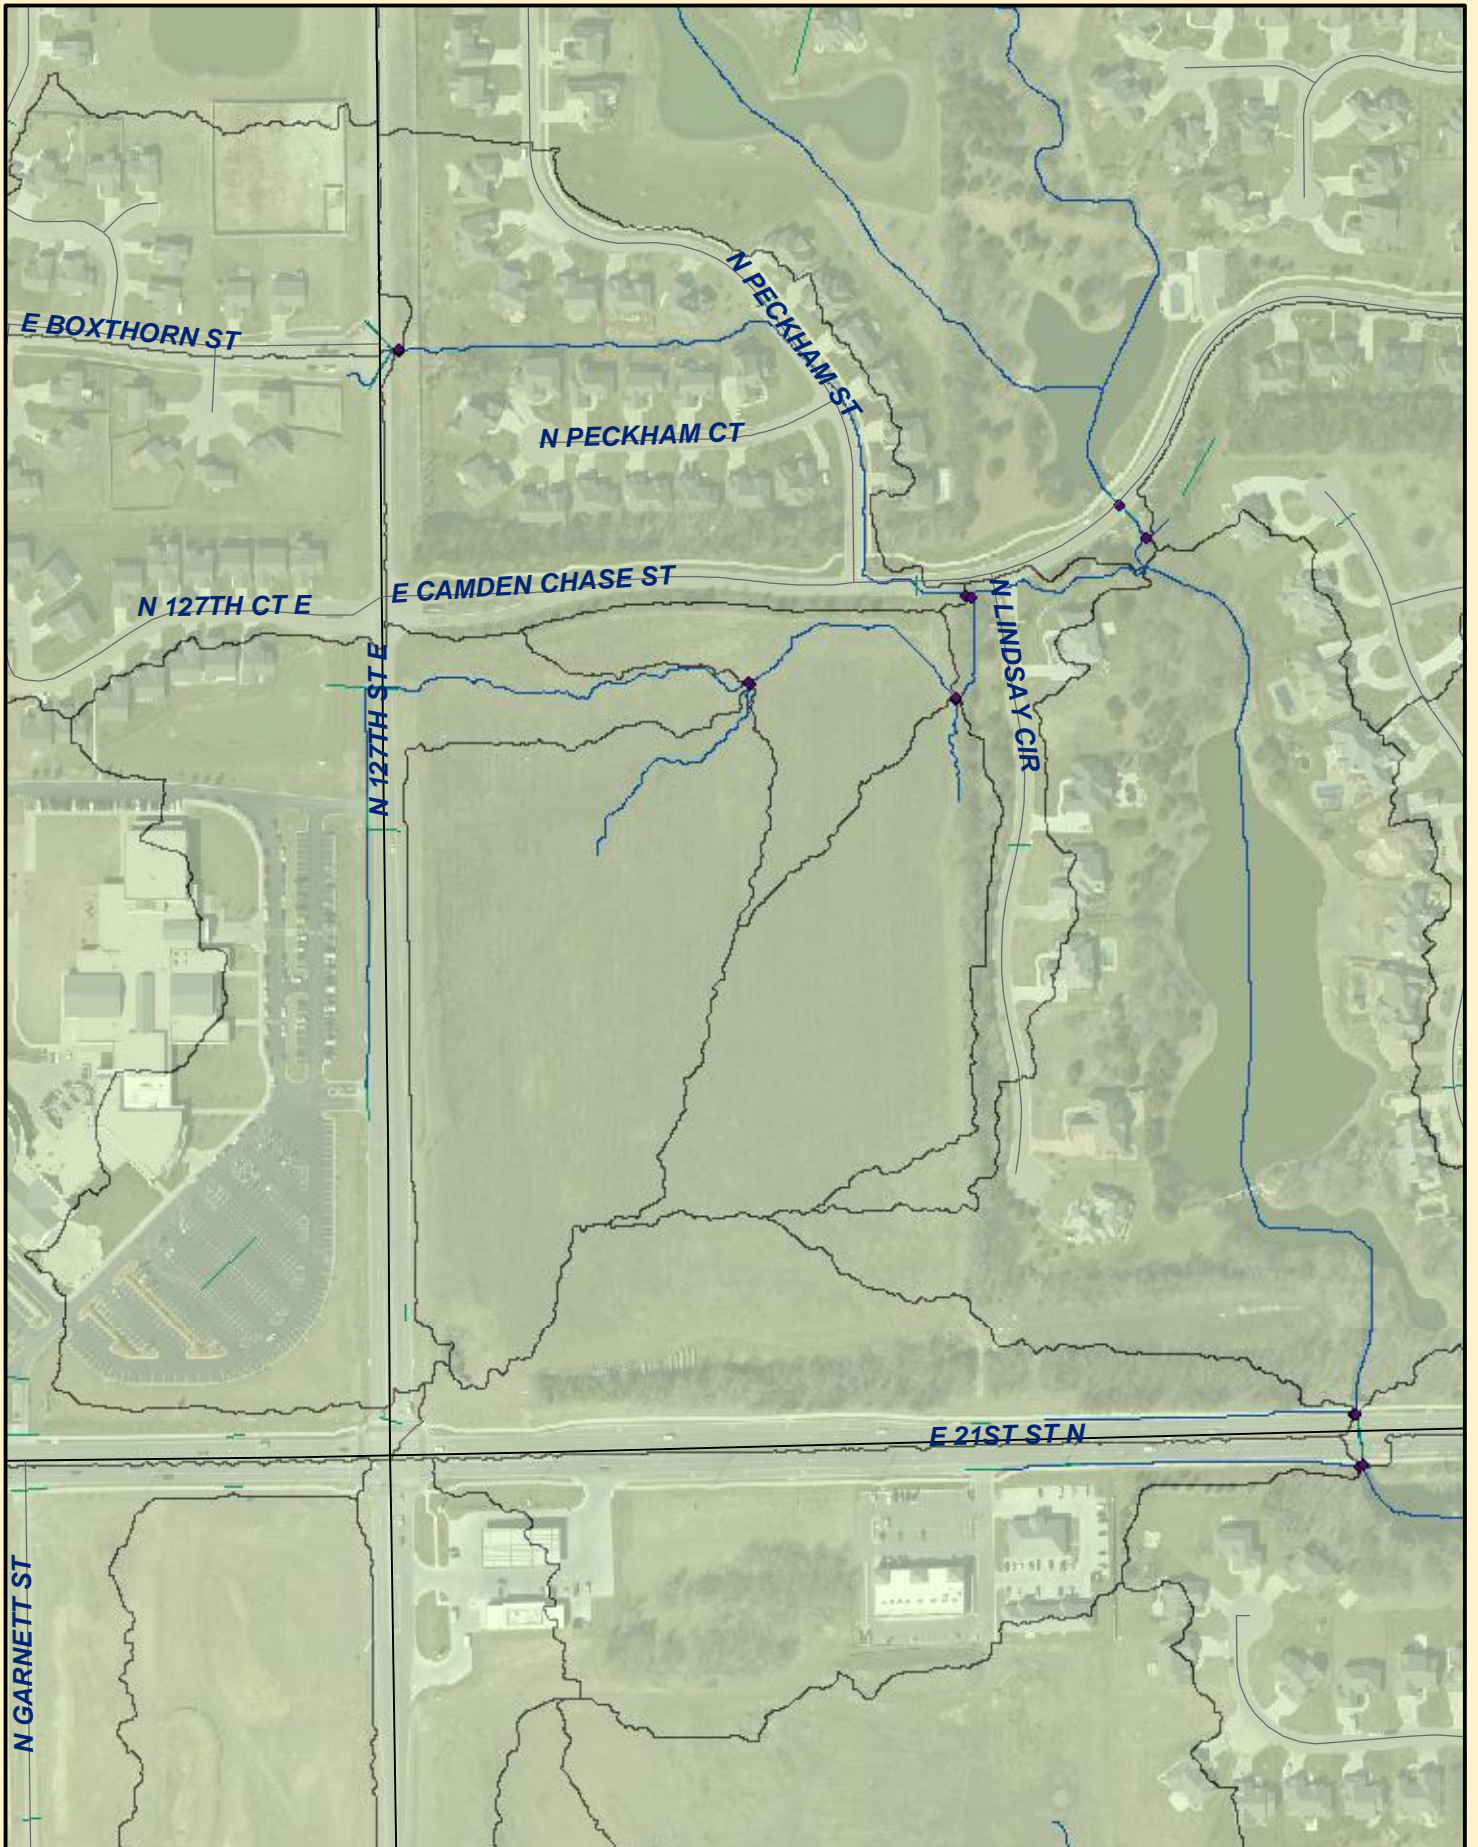 N PECKHAM ST
E BOXTHORN ST
N PECKHAM CT
E CAMDEN CHASE ST
N 127TH CT E
N LINDSAY CIR
N 127TH ST E
E 21ST ST N
N GARNETT ST